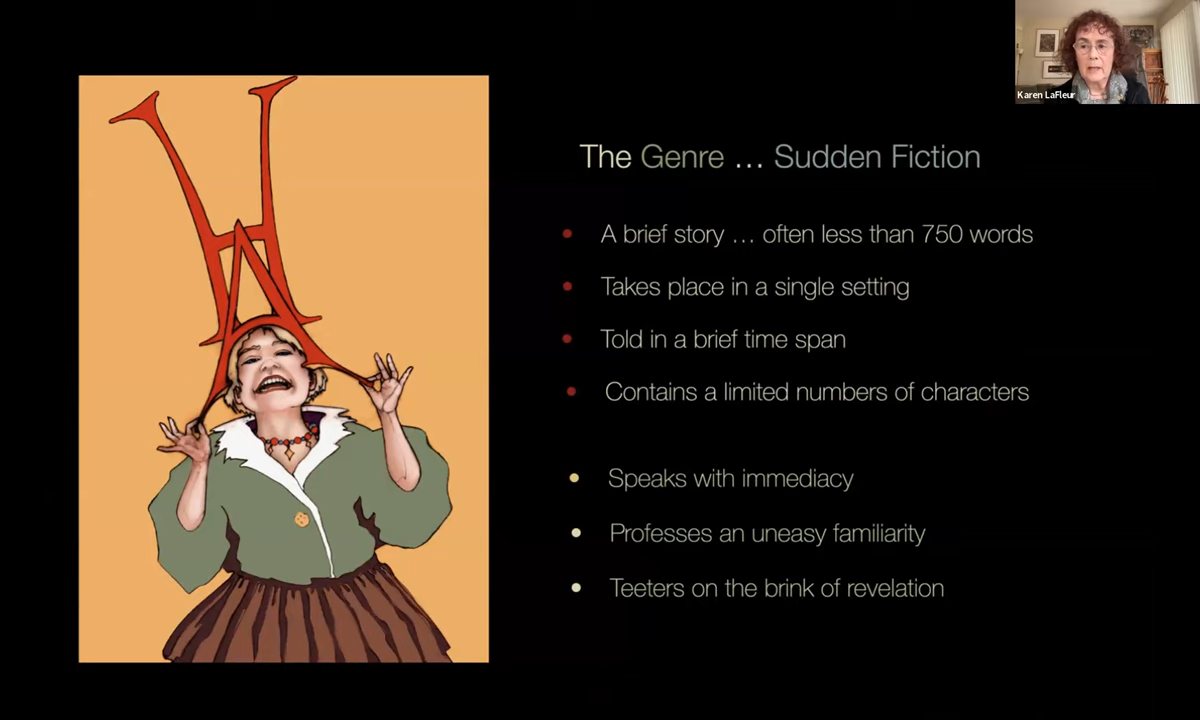 HA
Karen LaFleur
The Genre … Sudden Fiction
• A brief story … often less than 750 words
• Takes place in a single setting
• Told in a brief time span
• Contains a limited numbers of characters
• Speaks with immediacy
• Professes an uneasy familiarity
• Teeters on the brink of revelation